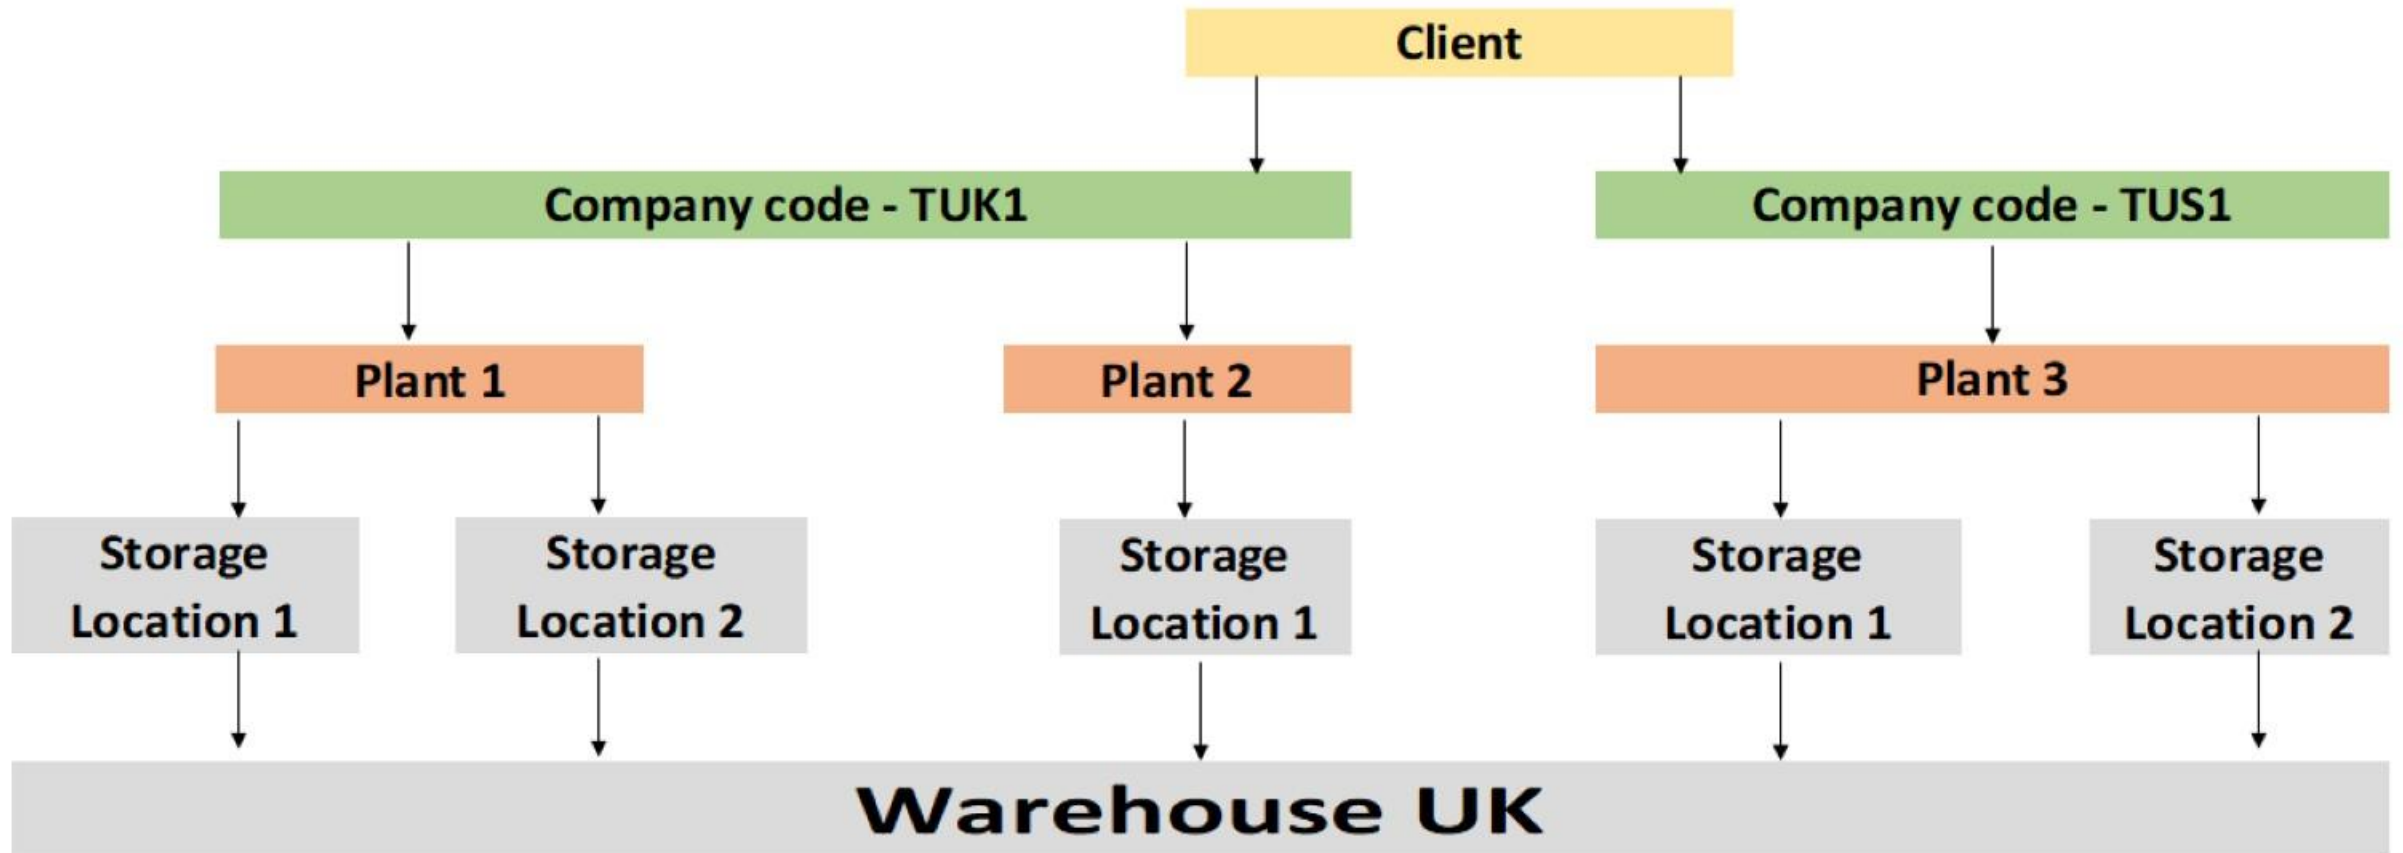 Client
Company code - TUK1
Company code - TUS1
Plant 1
Plant 2
Plant 3
Storage
Location 1
Storage
Location 2
Storage
Location 1
Storage
Location 1
Storage
Location 2
Warehouse UK